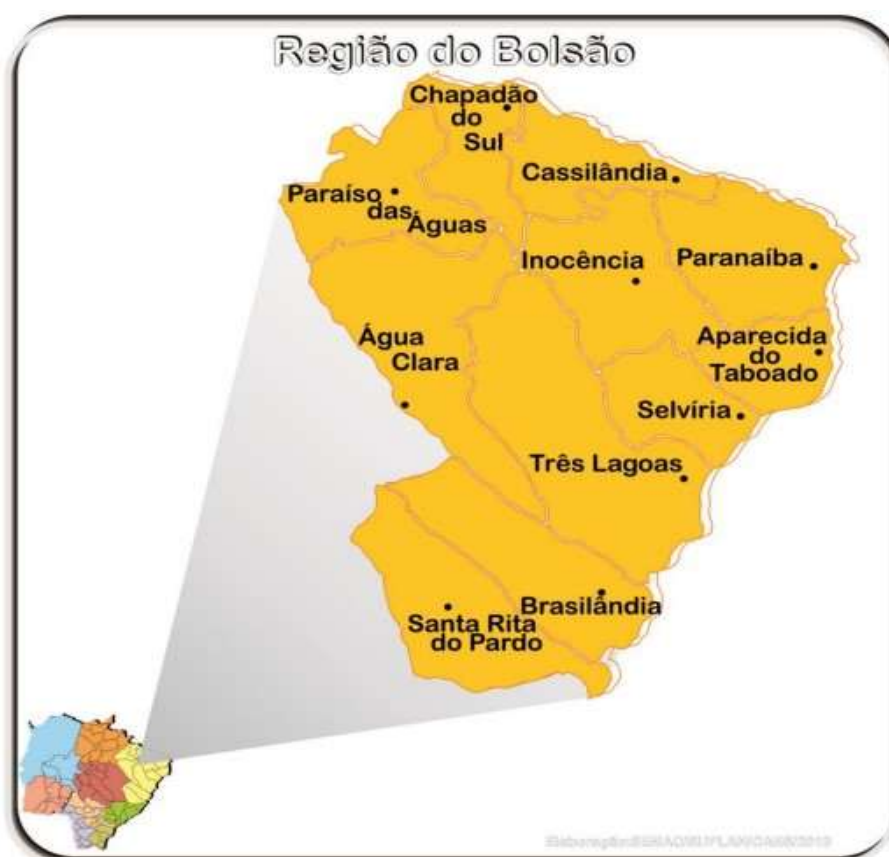 Região do Bolsão
Chapadão
do
Sul
Cassilândia
Paraíso
das
Águas
Inocência
Paranaíba
Água
Clara
Aparecida
do
Taboado
Selvíria
Três Lagoas
Brasilândia
Santa Rita
do Pardo